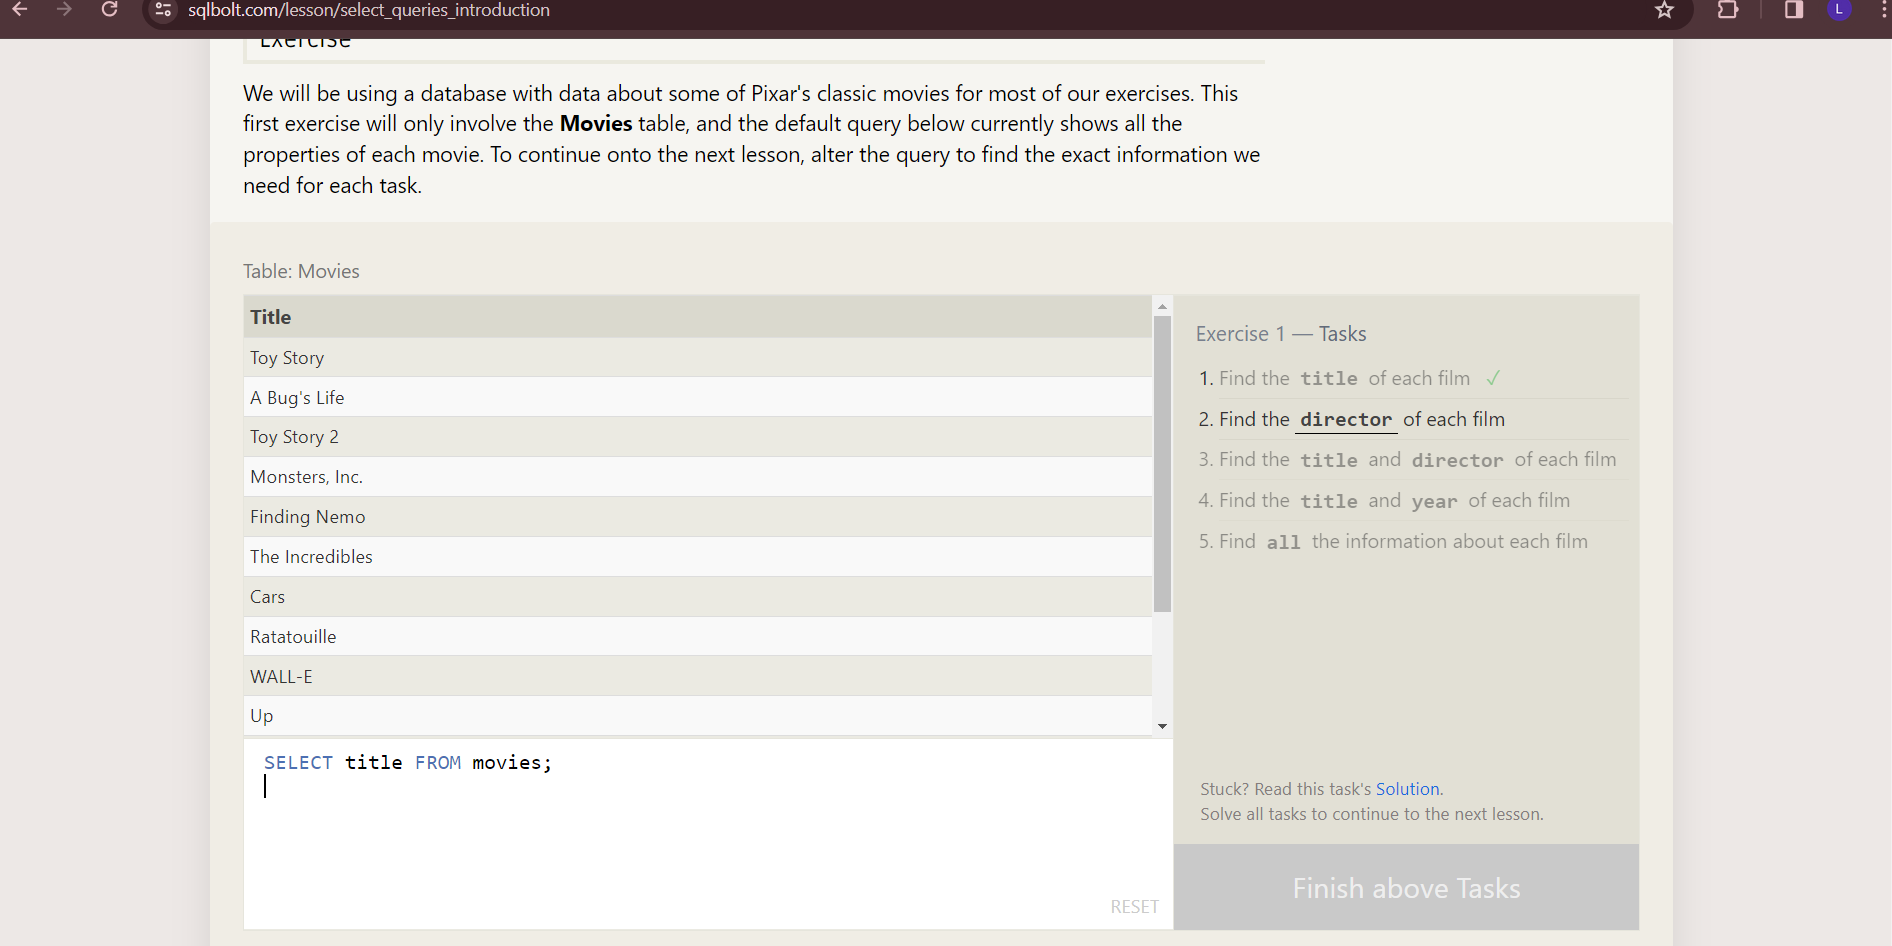 sqlbolt.com/lesson/select_queries_introduction
L
Exercise
We will be using a database with data about some of Pixar's classic movies for most of our exercises. This
first exercise will only involve the Movies table, and the default query below currently shows all the
properties of each movie. To continue onto the next lesson, alter the query to find the exact information we
need for each task.
Table: Movies
Title
Toy Story
A Bug's Life
Toy Story 2
Monsters, Inc.
Finding Nemo
The Incredibles
Cars
Ratatouille
WALL-E
Up
SELECT title FROM movies;
RESET
Exercise 1 — Tasks
1. Find the title of each film ✓
2. Find the director of each film
3. Find the title and director of each film
4. Find the title and year of each film
5. Find all the information about each film
Stuck? Read this task's Solution.
Solve all tasks to continue to the next lesson.
Finish above Tasks